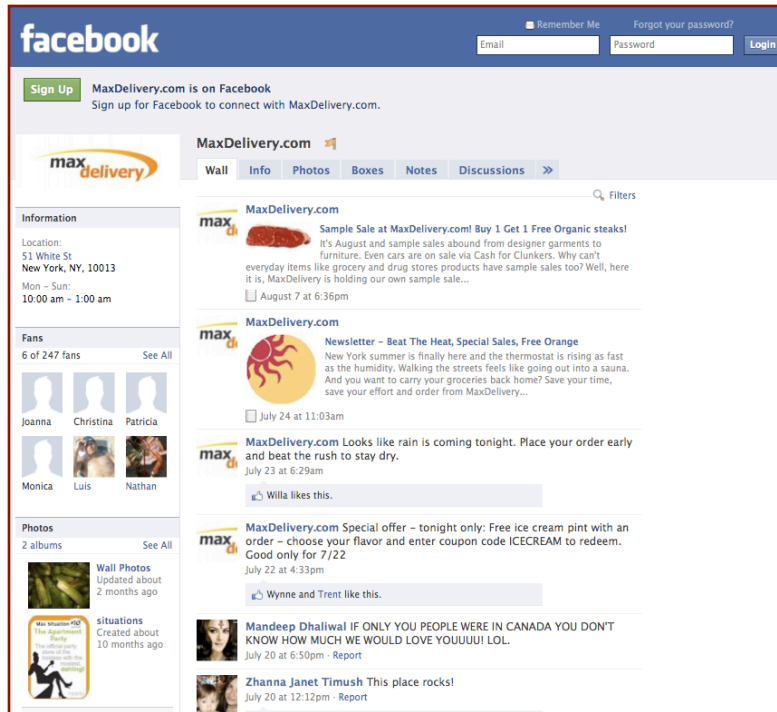 facebook
Remember Me
Forgot your password?
Email
Password
Login
Sign Up
MaxDelivery.com is on Facebook
Sign up for Facebook to connect with MaxDelivery.com.
max
delivery
MaxDelivery.com
Wall
Info
Photos
Boxes
Notes
Discussions
»
Filters
Information
Location:
51 White St
New York, NY, 10013
Mon – Sun:
10:00 am – 1:00 am
Fans
6 of 247 fans
See All
Joanna
Christina
Patricia
Monica
Luis
Nathan
Photos
2 albums
See All
Wall Photos
Updated about
2 months ago
Max Situation #97
The Apartment
Party
situations
Created about
10 months ago
max
d
MaxDelivery.com
Sample Sale at MaxDelivery.com! Buy 1 Get 1 Free Organic steaks!
It's August and sample sales abound from designer garments to
furniture. Even cars are on sale via Cash for Clunkers. Why can't
everyday items like grocery and drug stores products have sample sales too? Well, here
it is, MaxDelivery is holding our own sample sale...
August 7 at 6:36pm
max
d
MaxDelivery.com
Newsletter – Beat The Heat, Special Sales, Free Orange
New York summer is finally here and the thermostat is rising as fast
as the humidity. Walking the streets feels like going out into a sauna.
And you want to carry your groceries back home? Save your time,
save your effort and order from MaxDelivery...
July 24 at 11:03am
max
d
MaxDelivery.com Looks like rain is coming tonight. Place your order early
and beat the rush to stay dry.
July 23 at 6:29am
Willa likes this.
max
d
MaxDelivery.com Special offer – tonight only: Free ice cream pint with an
order – choose your flavor and enter coupon code ICECREAM to redeem.
Good only for 7/22
July 22 at 4:33pm
Wynne and Trent like this.
Mandeep Dhaliwal IF ONLY YOU PEOPLE WERE IN CANADA YOU DON'T
KNOW HOW MUCH WE WOULD LOVE YOUUUU! LOL.
July 20 at 6:50pm · Report
Zhanna Janet Timush This place rocks!
July 20 at 12:12pm · Report